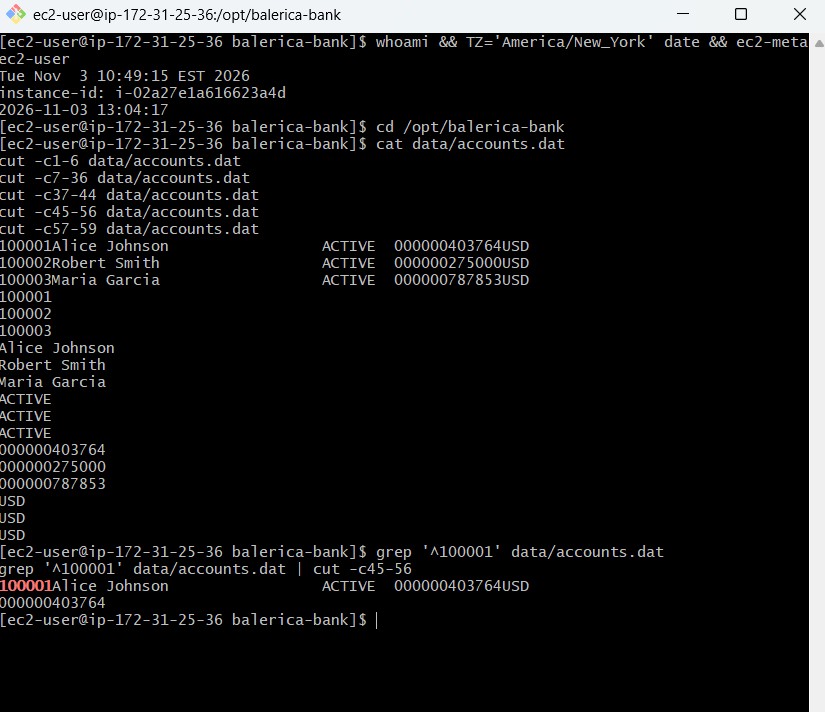 ec2-user@ip-172-31-25-36:/opt/balerica-bank
[ec2-user@ip-172-31-25-36 balerica-bank]$ whoami && TZ='America/New_York' date && ec2-meta
ec2-user
Tue Nov  3 10:49:15 EST 2026
instance-id: i-02a27e1a616623a4d
2026-11-03 13:04:17
[ec2-user@ip-172-31-25-36 balerica-bank]$ cd /opt/balerica-bank
[ec2-user@ip-172-31-25-36 balerica-bank]$ cat data/accounts.dat
cut -c1-6 data/accounts.dat
cut -c7-36 data/accounts.dat
cut -c37-44 data/accounts.dat
cut -c45-56 data/accounts.dat
cut -c57-59 data/accounts.dat
100001Alice Johnson                 ACTIVE  000000403764USD
100002Robert Smith                  ACTIVE  000000275000USD
100003Maria Garcia                  ACTIVE  000000787853USD
100001
100002
100003
Alice Johnson
Robert Smith
Maria Garcia
ACTIVE
ACTIVE
ACTIVE
000000403764
000000275000
000000787853
USD
USD
USD
[ec2-user@ip-172-31-25-36 balerica-bank]$ grep '^100001' data/accounts.dat
grep '^100001' data/accounts.dat | cut -c45-56
100001Alice Johnson                 ACTIVE  000000403764USD
000000403764
[ec2-user@ip-172-31-25-36 balerica-bank]$